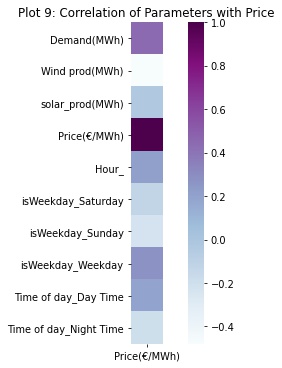 Plot 9: Correlation of Parameters with Price
Demand(MWh)
Wind prod(MWh)
solar_prod(MWh)
Price(€/MWh)
Hour_
isWeekday_Saturday
isWeekday_Sunday
isWeekday_Weekday
Time of day_Day Time
Time of day_Night Time
Price(€/MWh)
1.0
0.8
0.6
0.4
0.2
0.0
−0.2
−0.4